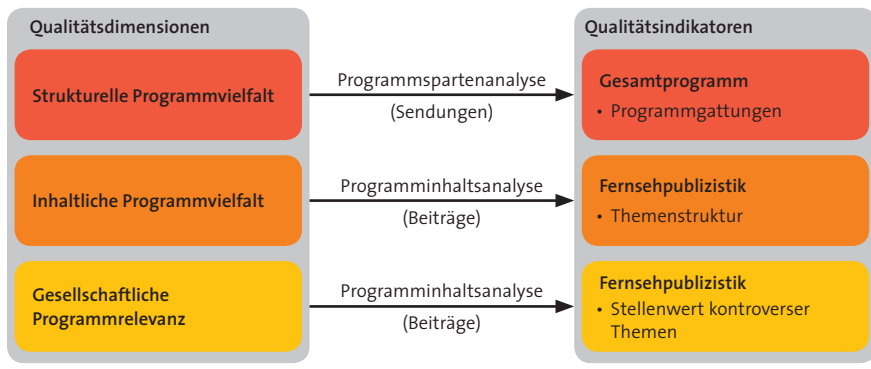 Qualitätsdimensionen
Qualitätsindikatoren
Strukturelle Programmvielfalt
Programmspartenanalyse
(Sendungen)
Gesamtprogramm
• Programmgattungen
Inhaltliche Programmvielfalt
Programminhaltsanalyse
(Beiträge)
Fernsehpublizistik
• Themenstruktur
Gesellschaftliche
Programmrelevanz
Programminhaltsanalyse
(Beiträge)
Fernsehpublizistik
• Stellenwert kontroverser
Themen